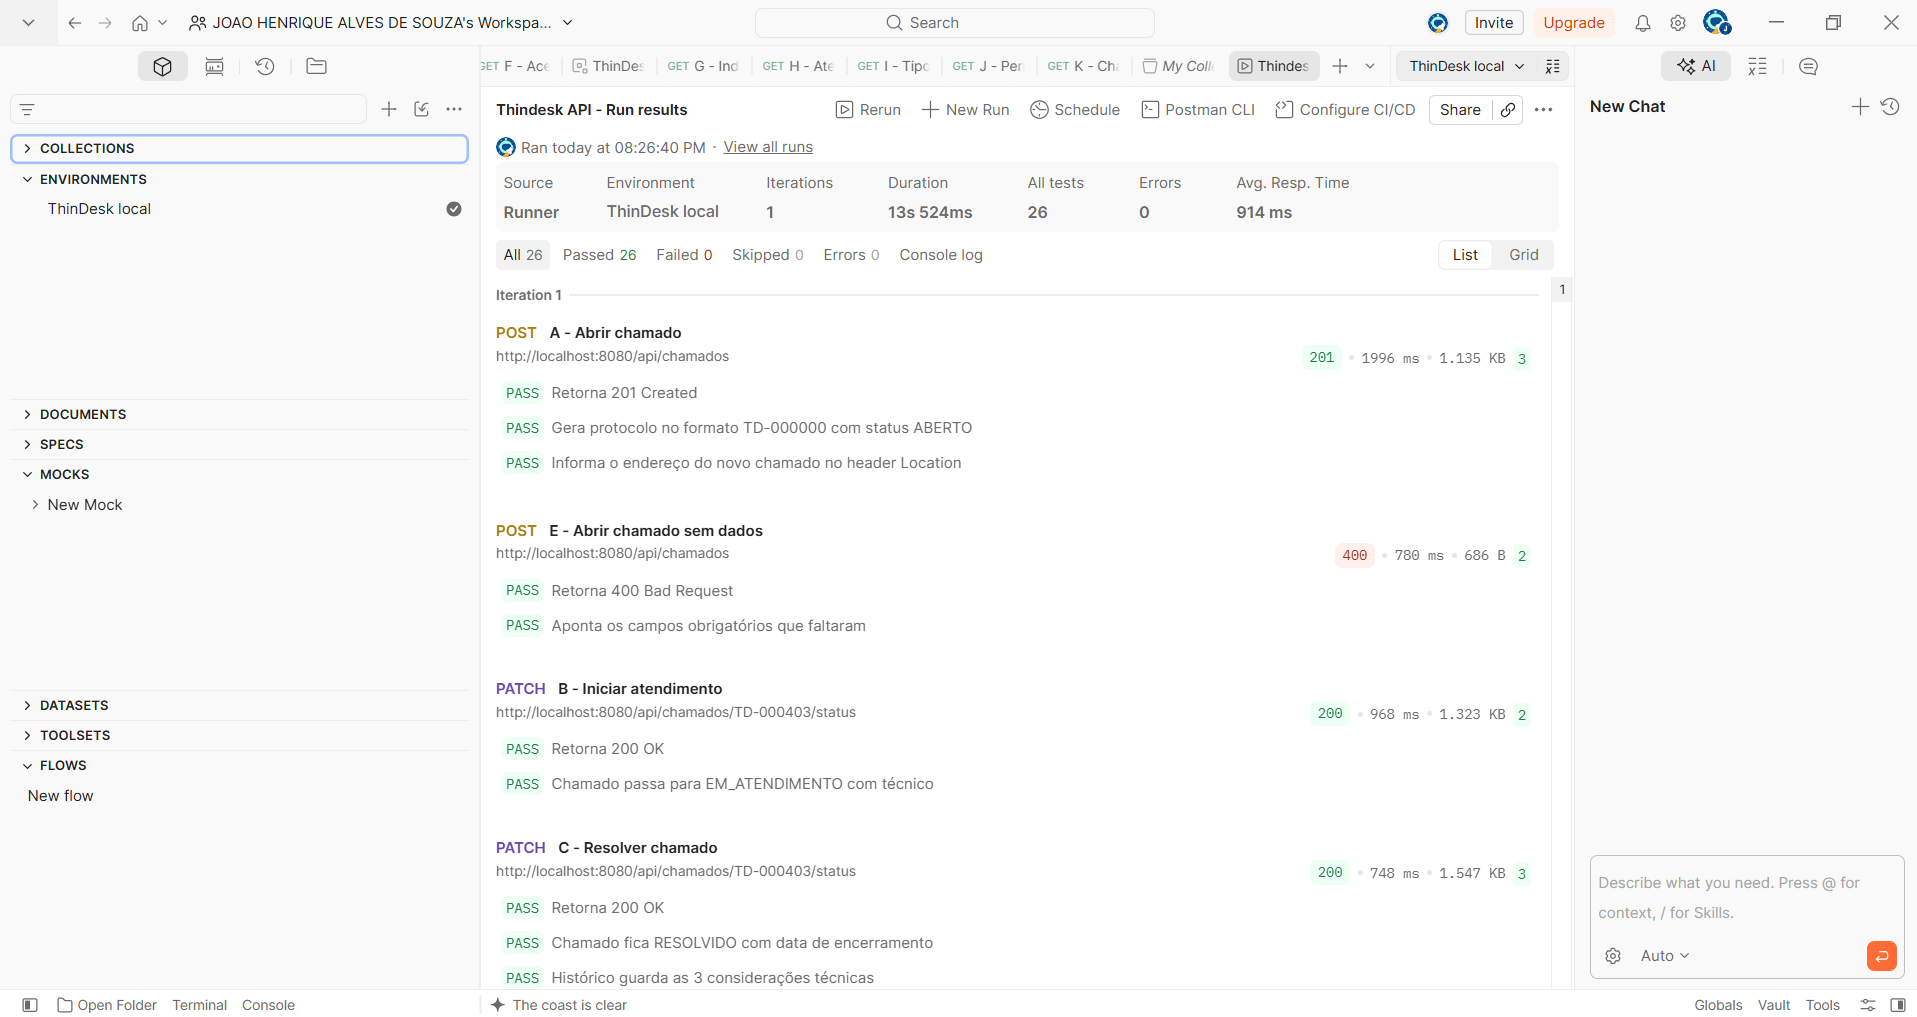 JOAO HENRIQUE ALVES DE SOUZA's Workspa...
Search
Invite
Upgrade
GET F - Ace
ThinDes
GET G - Ind
GET H - Ate
GET I - Tipo
GET J - Per
GET K - Cha
My Colle
Thindes
ThinDesk local
AI
COLLECTIONS
ENVIRONMENTS
ThinDesk local
DOCUMENTS
SPECS
MOCKS
New Mock
DATASETS
TOOLSETS
FLOWS
New flow
Thindesk API - Run results
Rerun
New Run
Schedule
Postman CLI
Configure CI/CD
Share
Ran today at 08:26:40 PM · View all runs
Source Environment Iterations Duration All tests Errors Avg. Resp. Time
Runner ThinDesk local 1 13s 524ms 26 0 914 ms
All 26 Passed 26 Failed 0 Skipped 0 Errors 0 Console log
List Grid
Iteration 1
1
POST A - Abrir chamado
http://localhost:8080/api/chamados
201 • 1996 ms • 1.135 KB 3
PASS Retorna 201 Created
PASS Gera protocolo no formato TD-000000 com status ABERTO
PASS Informa o endereço do novo chamado no header Location
POST E - Abrir chamado sem dados
http://localhost:8080/api/chamados
400 • 780 ms • 686 B 2
PASS Retorna 400 Bad Request
PASS Aponta os campos obrigatórios que faltaram
PATCH B - Iniciar atendimento
http://localhost:8080/api/chamados/TD-000403/status
200 • 968 ms • 1.323 KB 2
PASS Retorna 200 OK
PASS Chamado passa para EM_ATENDIMENTO com técnico
PATCH C - Resolver chamado
http://localhost:8080/api/chamados/TD-000403/status
200 • 748 ms • 1.547 KB 3
PASS Retorna 200 OK
PASS Chamado fica RESOLVIDO com data de encerramento
PASS Histórico guarda as 3 considerações técnicas
New Chat
Describe what you need. Press @ for
context, / for Skills.
Auto
Open Folder
Terminal
Console
The coast is clear
Globals
Vault
Tools